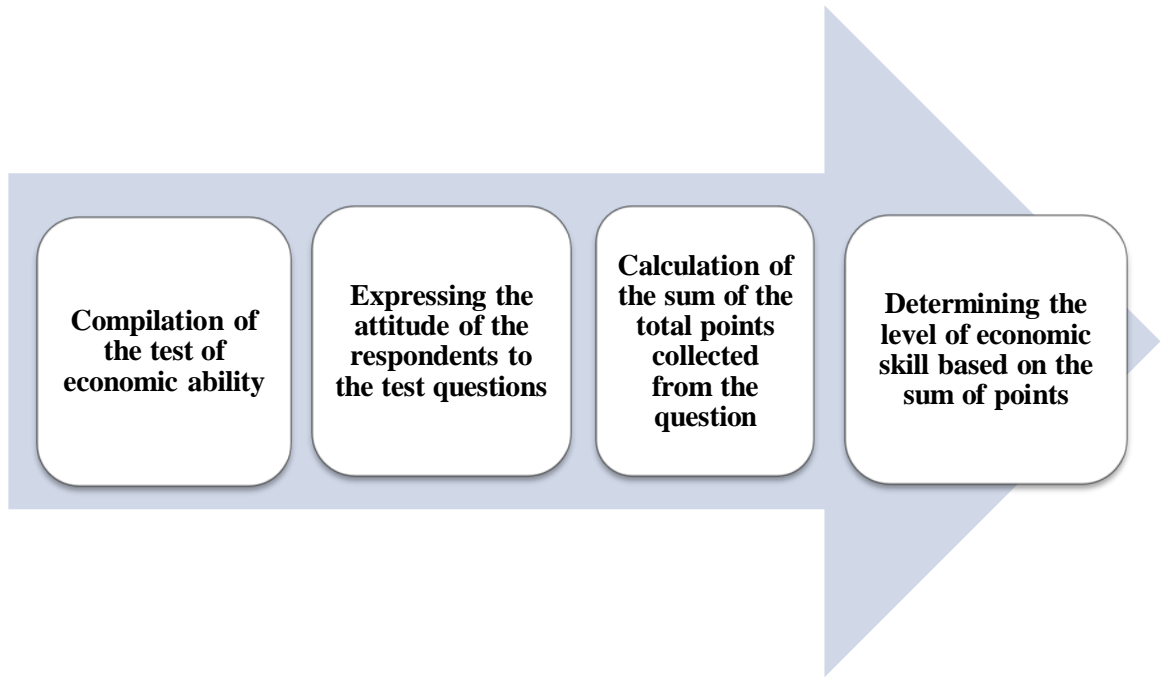 Compilation of
the test of
economic ability
Expressing the
attitude of the
respondents to
the test questions
Calculation of
the sum of the
total points
collected
from the
question
Determining the
level of economic
skill based on the
sum of points